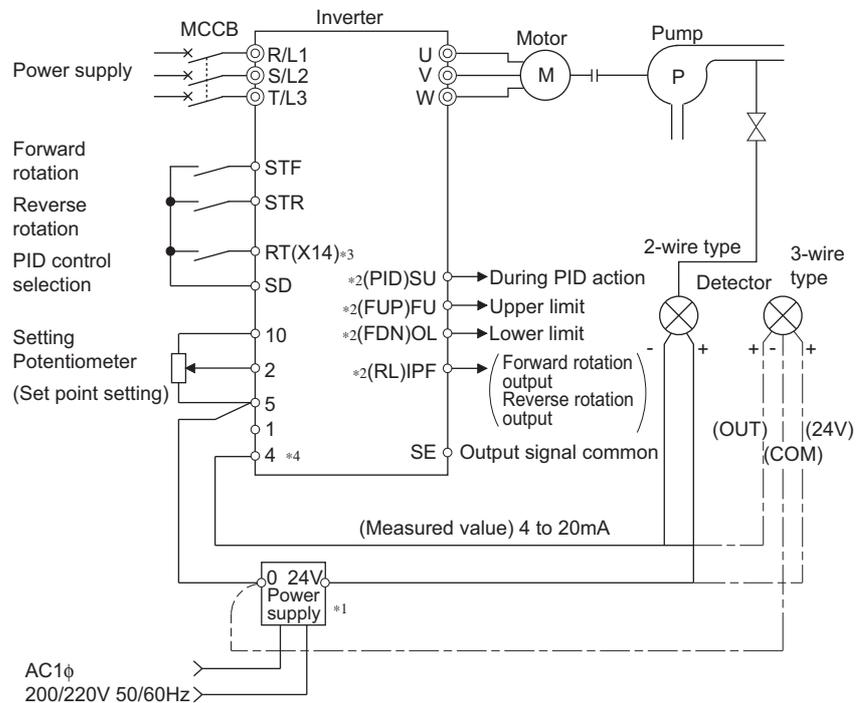 Inverter
MCCB
Motor
Pump
Power supply
R/L1
S/L2
T/L3
U
V
W
M
P
Forward
rotation
STF
Reverse
rotation
STR
PID control
selection
RT(X14)*3
SD
2-wire type
3-wire
type
Detector
*2(PID)SU
During PID action
*2(FUP)FU
Upper limit
*2(FDN)OL
Lower limit
*2(RL)IPF
Forward rotation
output
Reverse rotation
output
Setting
Potentiometer
(Set point setting)
10
2
5
1
4 *4
- +
+ - +
(OUT)
(24V)
(COM)
SE
Output signal common
(Measured value) 4 to 20mA
0 24V
Power
supply
*1
AC1ϕ
200/220V 50/60Hz